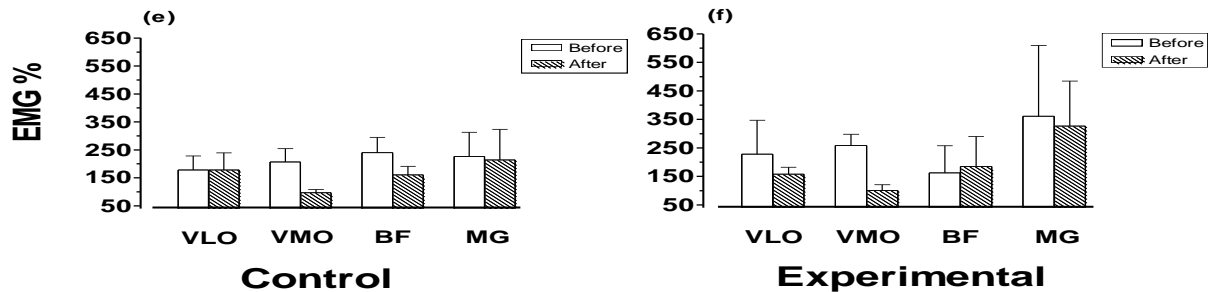 (e)
650
550
450
350
250
150
50
EMG %
Before
After
VLO VMO BF MG
Control
(f)
650
550
450
350
250
150
50
Before
After
VLO VMO BF MG
Experimental